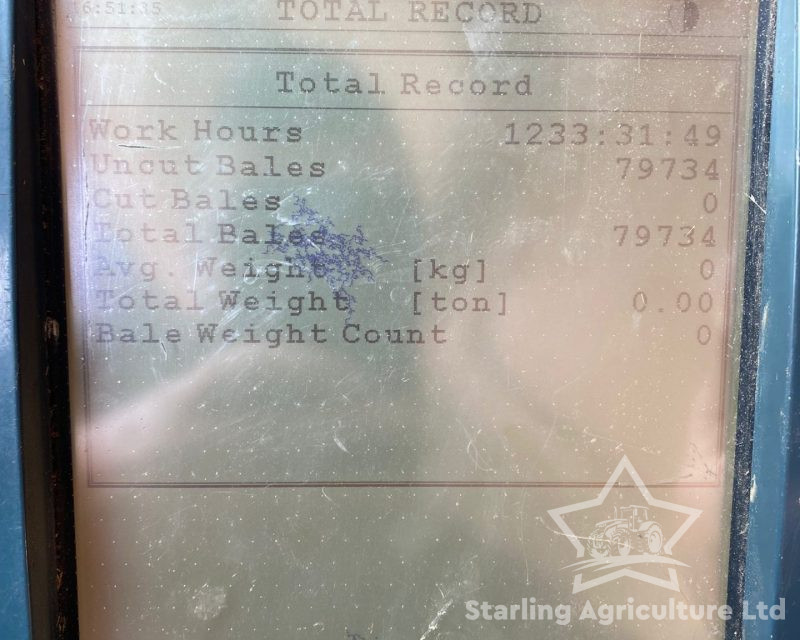 6:51:35 TOTAL RECORD
Total Record
Work Hours 1233:31:49
Uncut Bales 79734
Cut Bales 0
Total Bales 79734
Avg. Weight [kg] 0
Total Weight [ton] 0.00
Bale Weight Count 0
Starling Agriculture Ltd